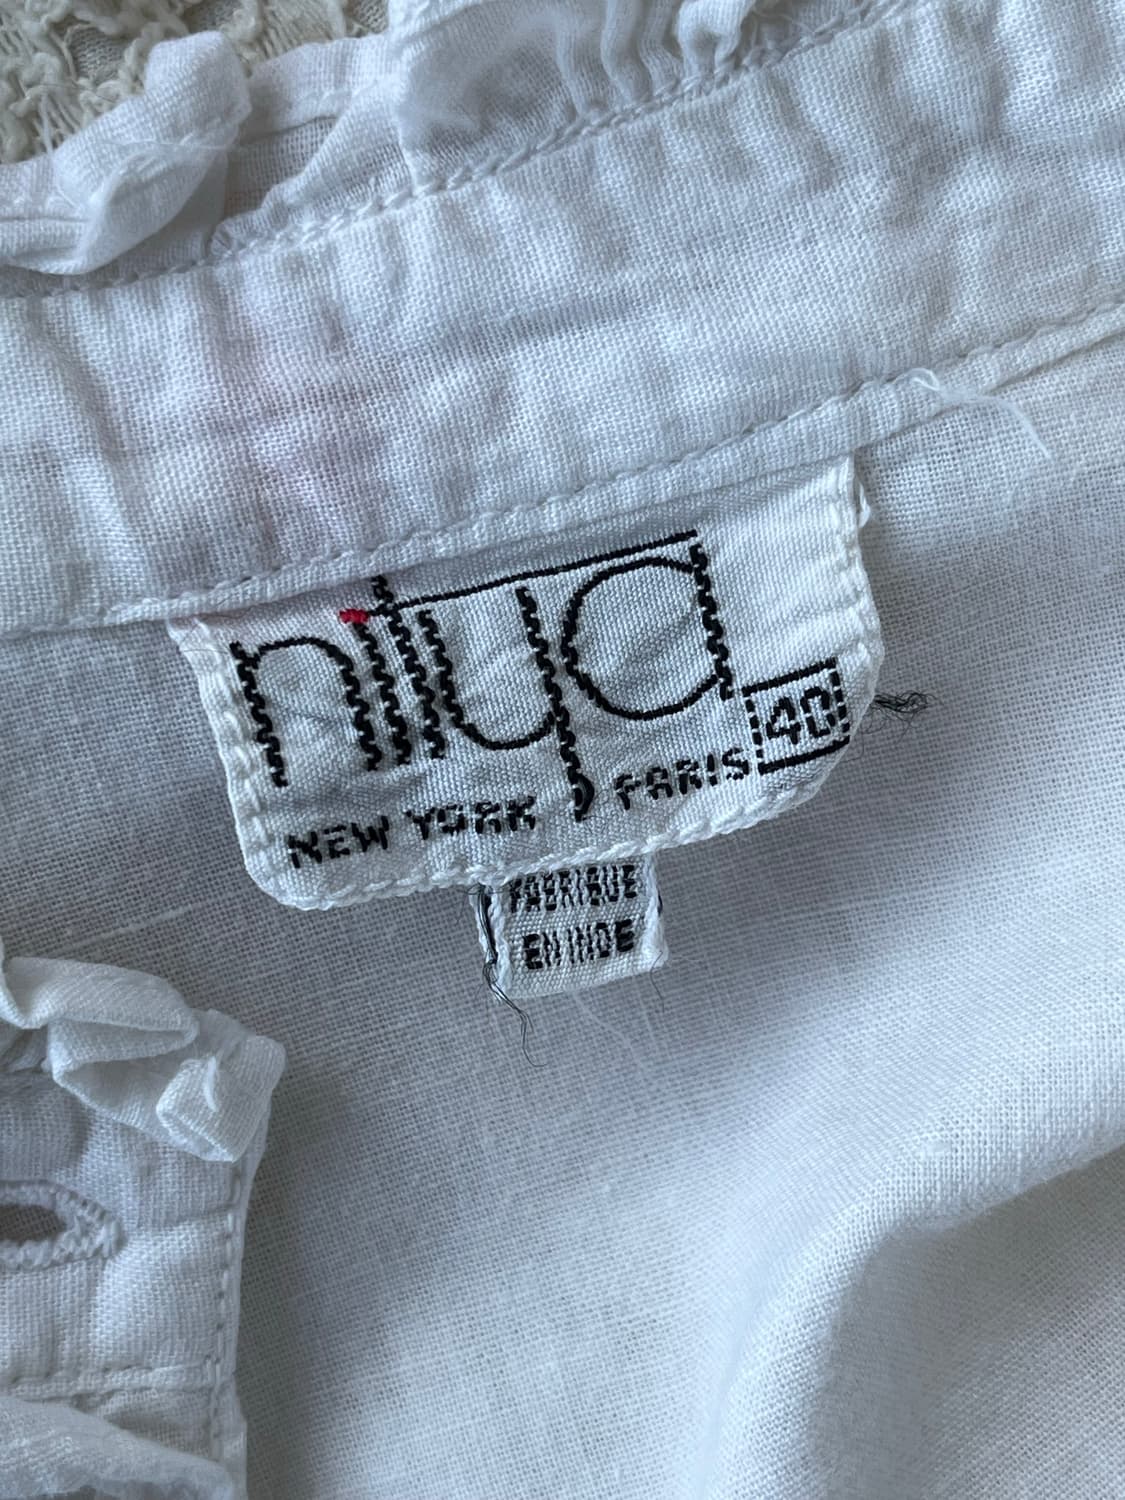 nitya
40
NEW YORK PARIS
FABRIQUE
EN INDE